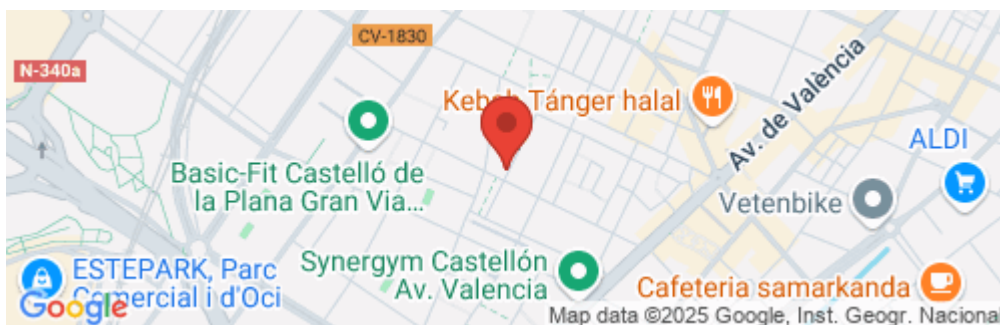 CV-1830
N-340a
Kebab Tánger halal
Av. de València
ALDI
Basic-Fit Castelló de
la Plana Gran Via...
Vetenbike
Synergym Castellón
Av. Valencia
ESTEPARK, Parc
Comercial i d'Oci
Cafeteria samarkanda
Google
Map data ©2025 Google, Inst. Geogr. Nacional